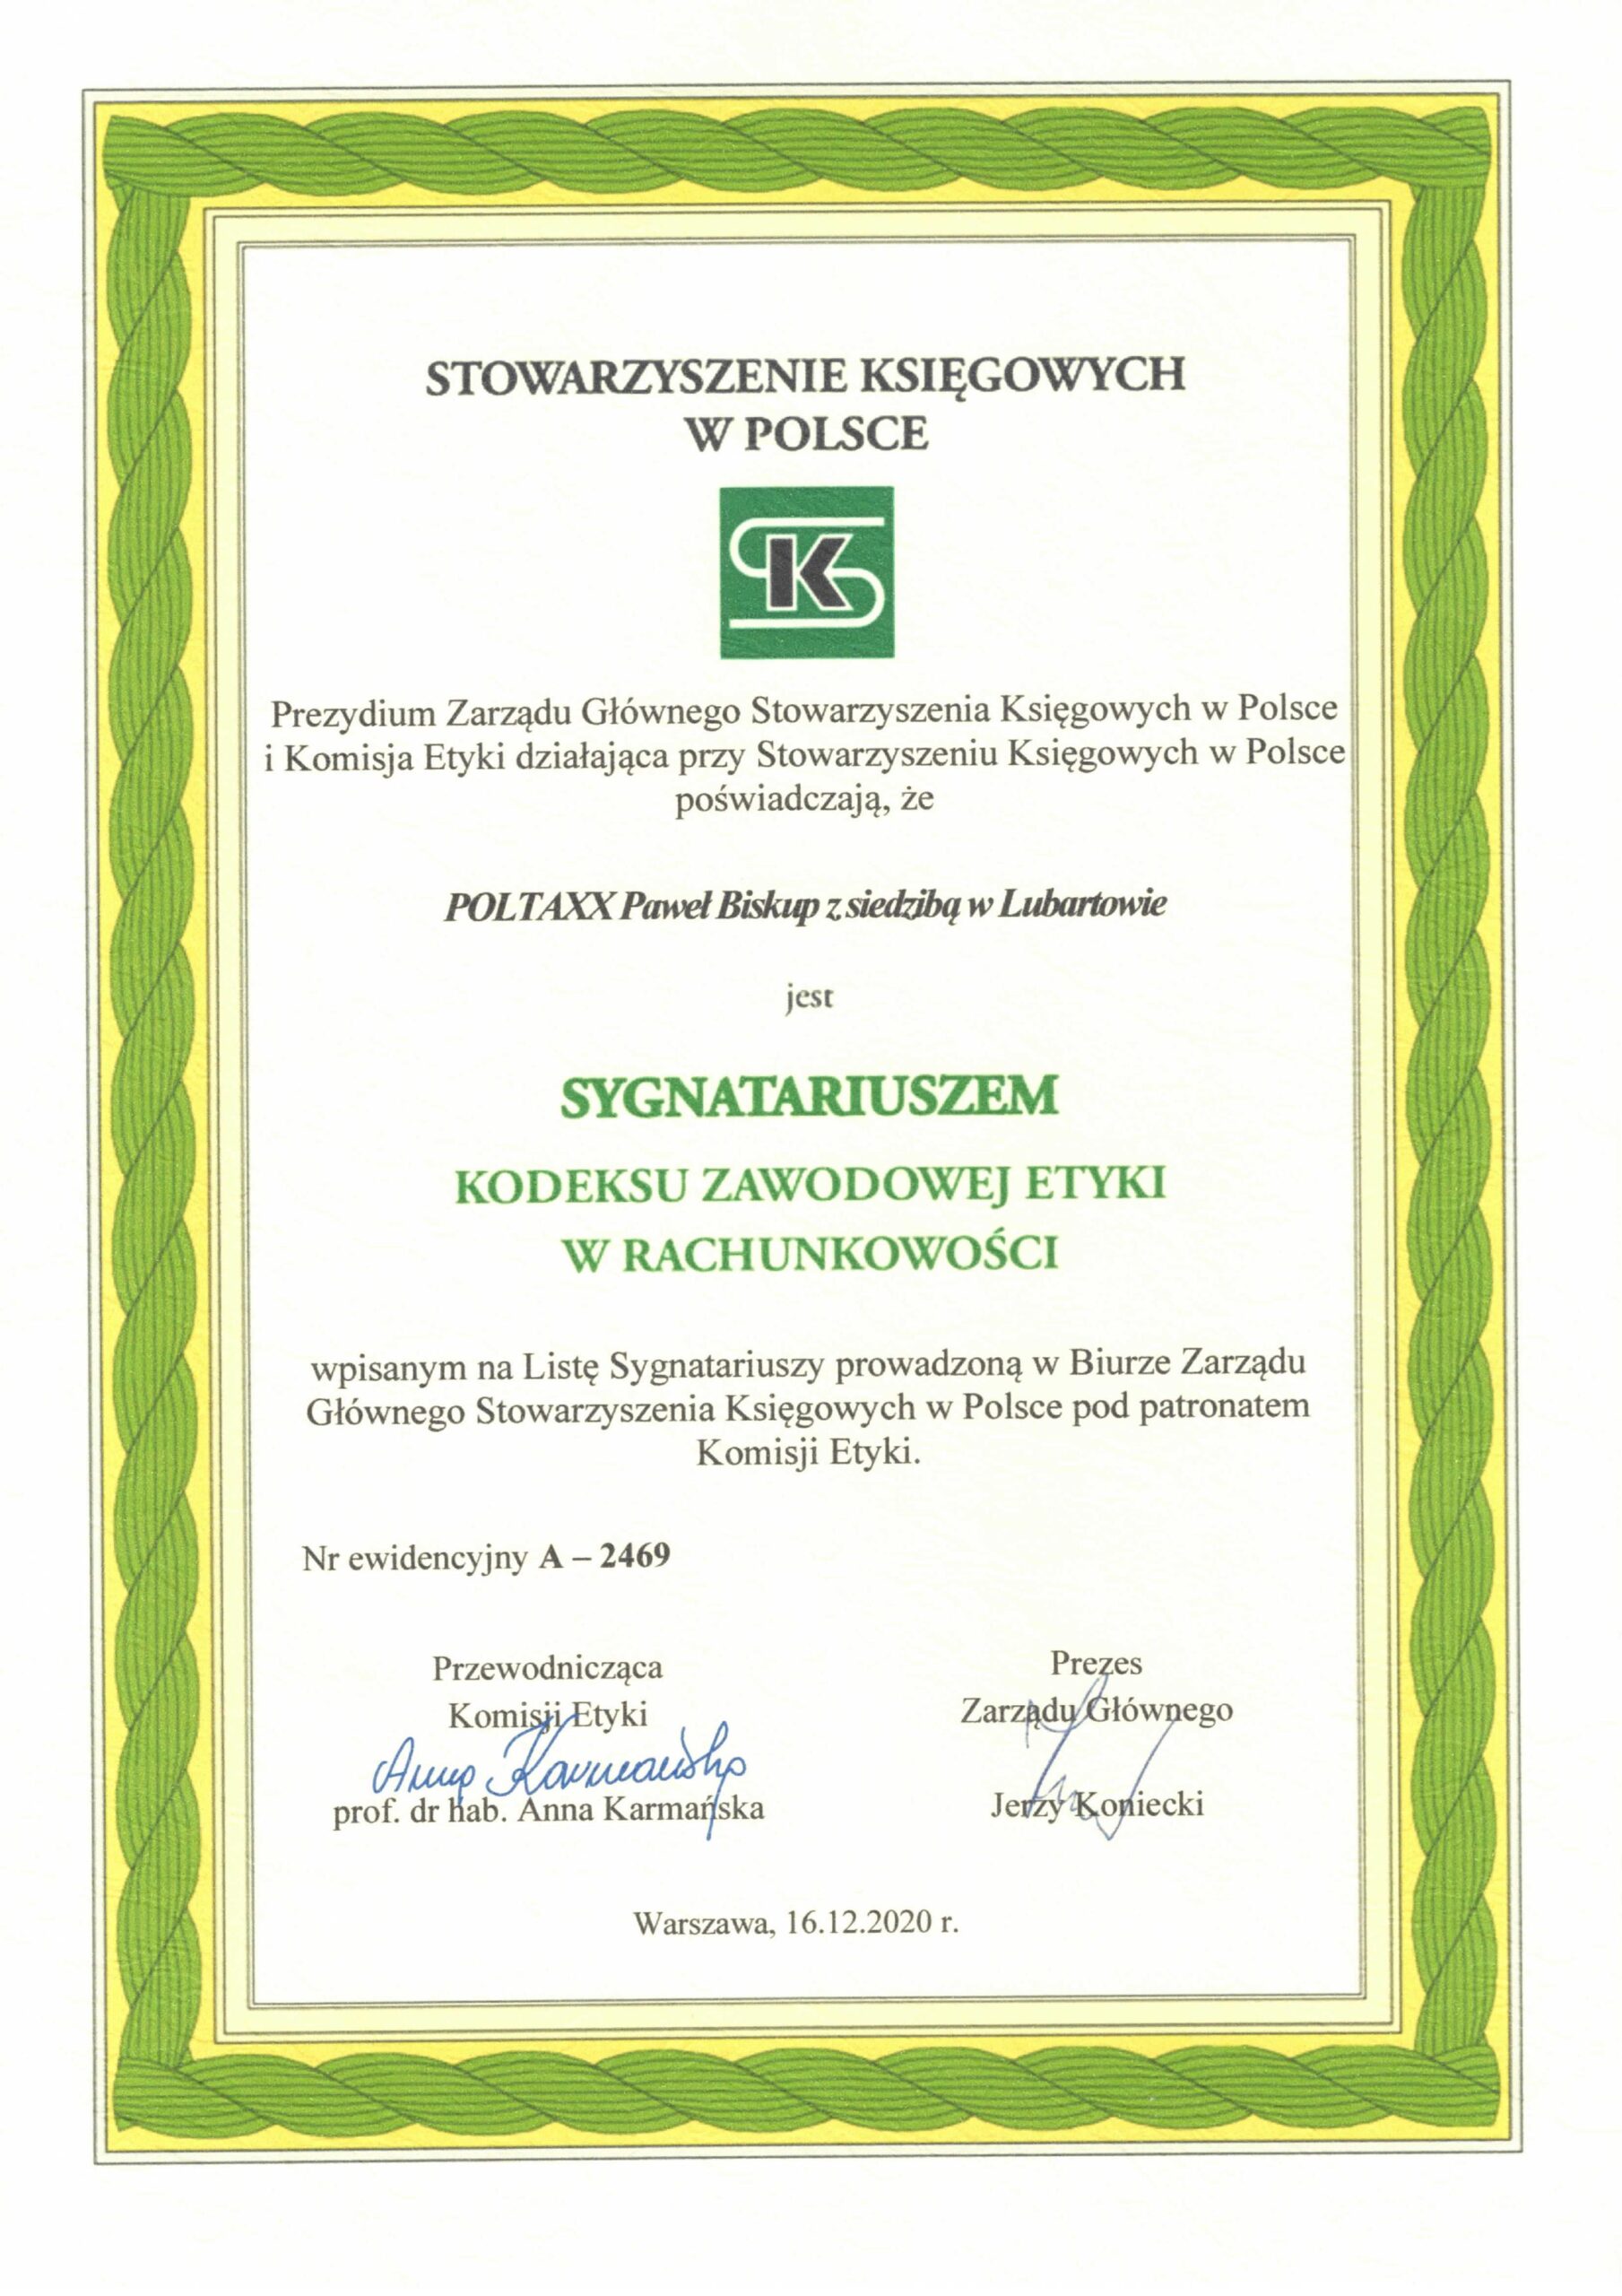 STOWARZYSZENIE KSIĘGOWYCH
W POLSCE
SK
Prezydium Zarządu Głównego Stowarzyszenia Księgowych w Polsce
i Komisja Etyki działająca przy Stowarzyszeniu Księgowych w Polsce
poświadczają, że
POLTAXX Paweł Biskup z siedzibą w Lubartowie
jest
SYGNATARIUSZEM
KODEKSU ZAWODOWEJ ETYKI
W RACHUNKOWOŚCI
wpisanym na Listę Sygnatariuszy prowadzoną w Biurze Zarządu
Głównego Stowarzyszenia Księgowych w Polsce pod patronatem
Komisji Etyki.
Nr ewidencyjny A – 2469
Przewodnicząca
Komisji Etyki
Anna Karmańska
prof. dr hab. Anna Karmańska
Prezes
Zarządu Głównego
Jerzy Koniecki
Warszawa, 16.12.2020 r.